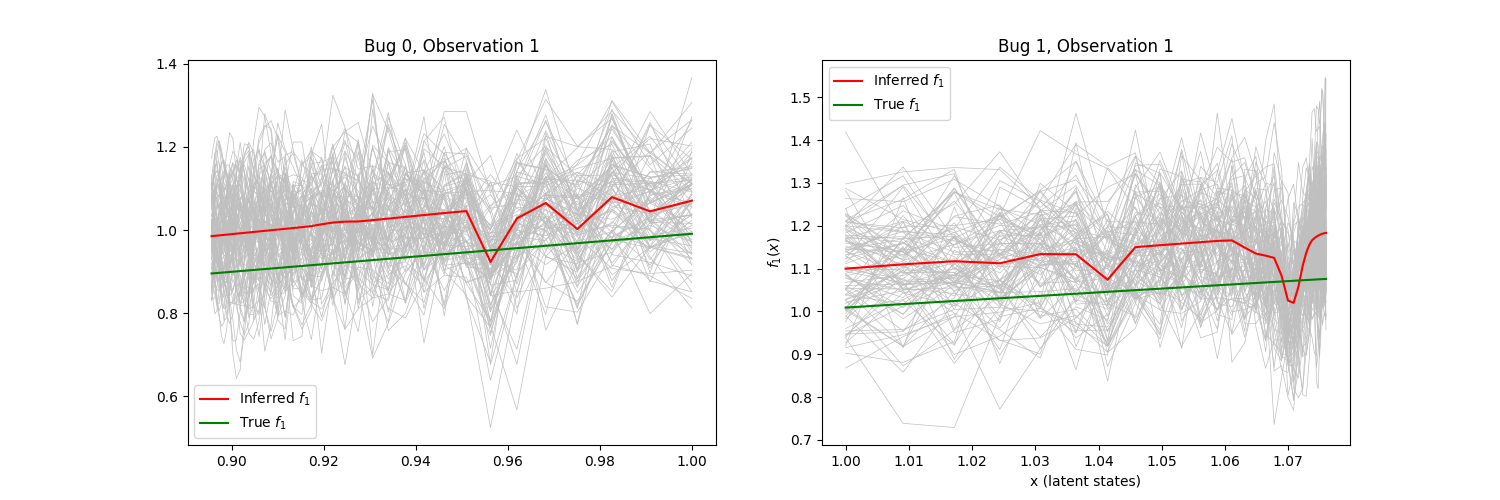 Bug 0, Observation 1
1.4
1.2
1.0
0.8
0.6
Inferred f₁
True f₁
0.90 0.92 0.94 0.96 0.98 1.00
Bug 1, Observation 1
Inferred f₁
True f₁
1.5
1.4
1.3
1.2
1.1
1.0
0.9
0.8
0.7
f₁(x)
1.00 1.01 1.02 1.03 1.04 1.05 1.06 1.07
x (latent states)